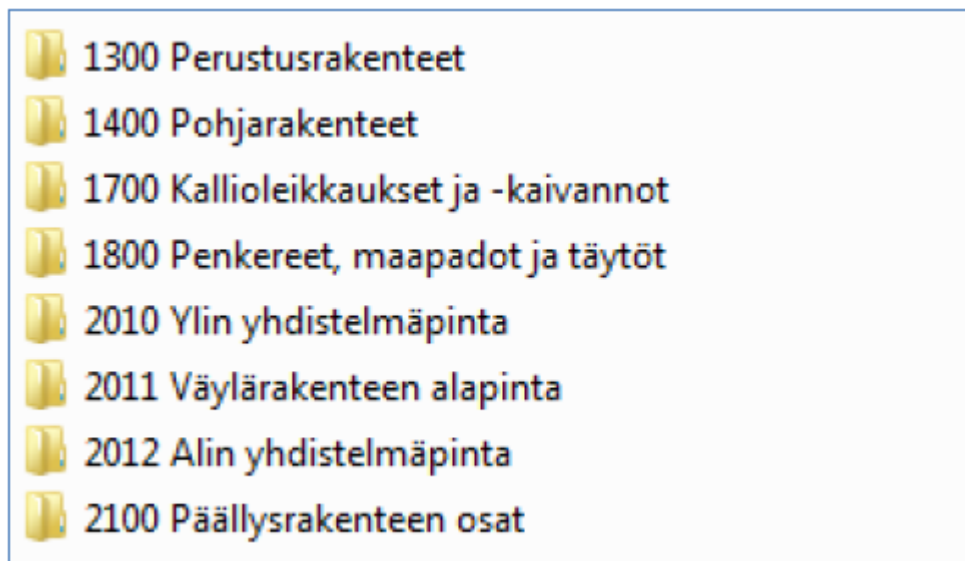 1300 Perustusrakenteet
1400 Pohjarakenteet
1700 Kallioleikkaukset ja -kaivannot
1800 Penkereet, maapadot ja täytöt
2010 Ylin yhdistelmäpinta
2011 Väylärakenteen alapinta
2012 Alin yhdistelmäpinta
2100 Päällysrakenteen osat